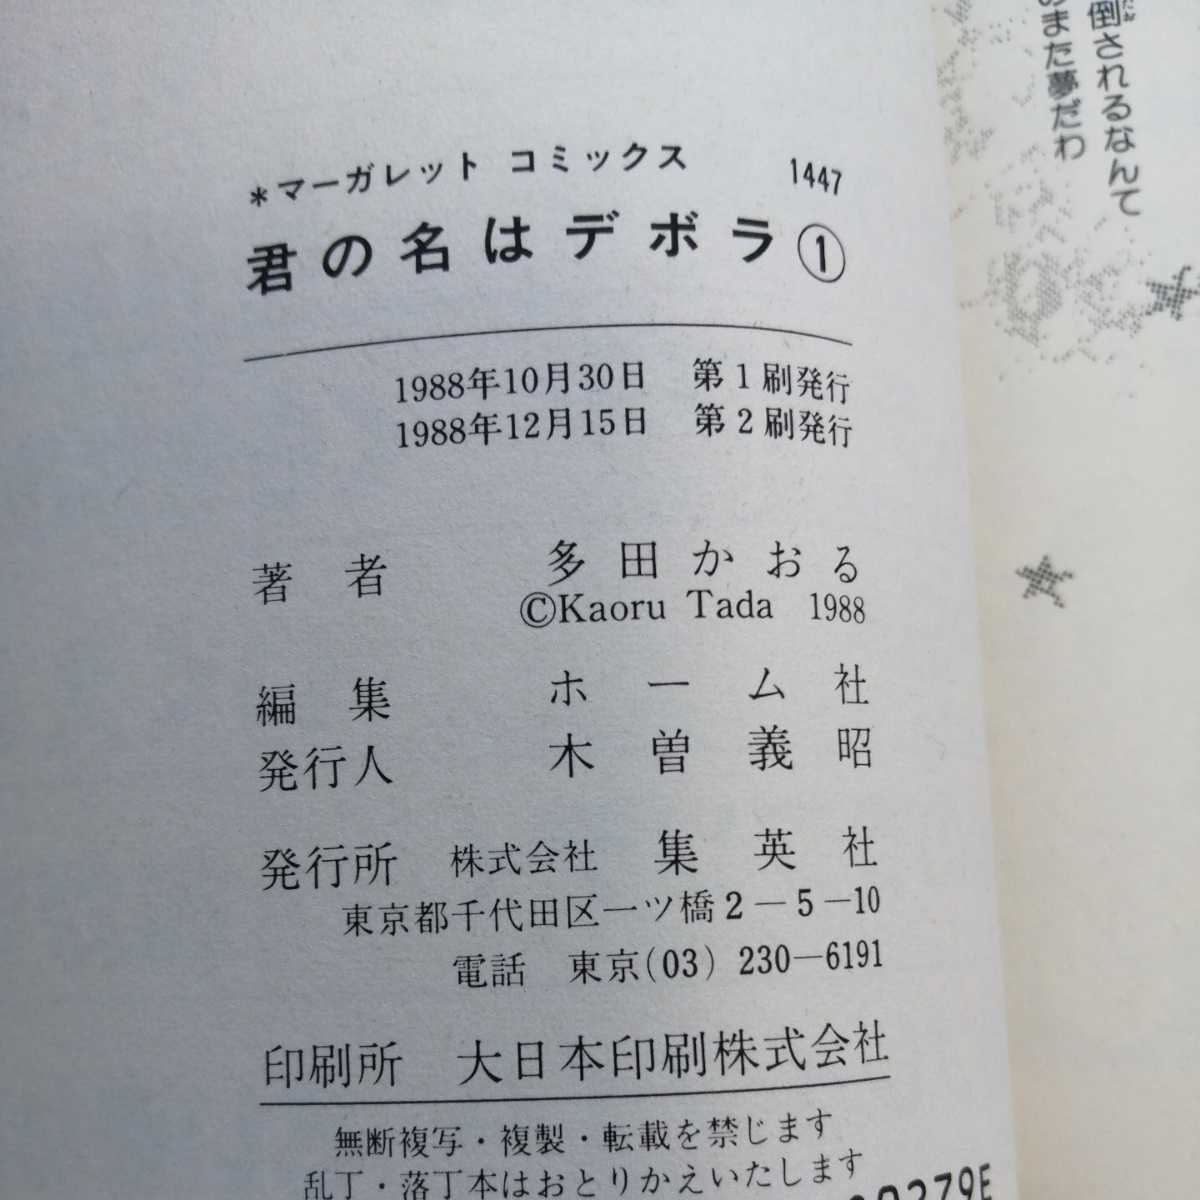 *マーガレット コミックス 1447
君の名はデボラ①
1988年10月30日 第1刷発行
1988年12月15日 第2刷発行
著者 多田かおる
©Kaoru Tada 1988
編集 ホーム社
発行人 木曽義昭
発行所 株式会社 集英社
東京都千代田区一ツ橋2−5−10
電話 東京(03) 230−6191
印刷所 大日本印刷株式会社
無断複写・複製・転載を禁じます
乱丁・落丁本はおとりかえいたします
倒されるなんて
また夢だわ